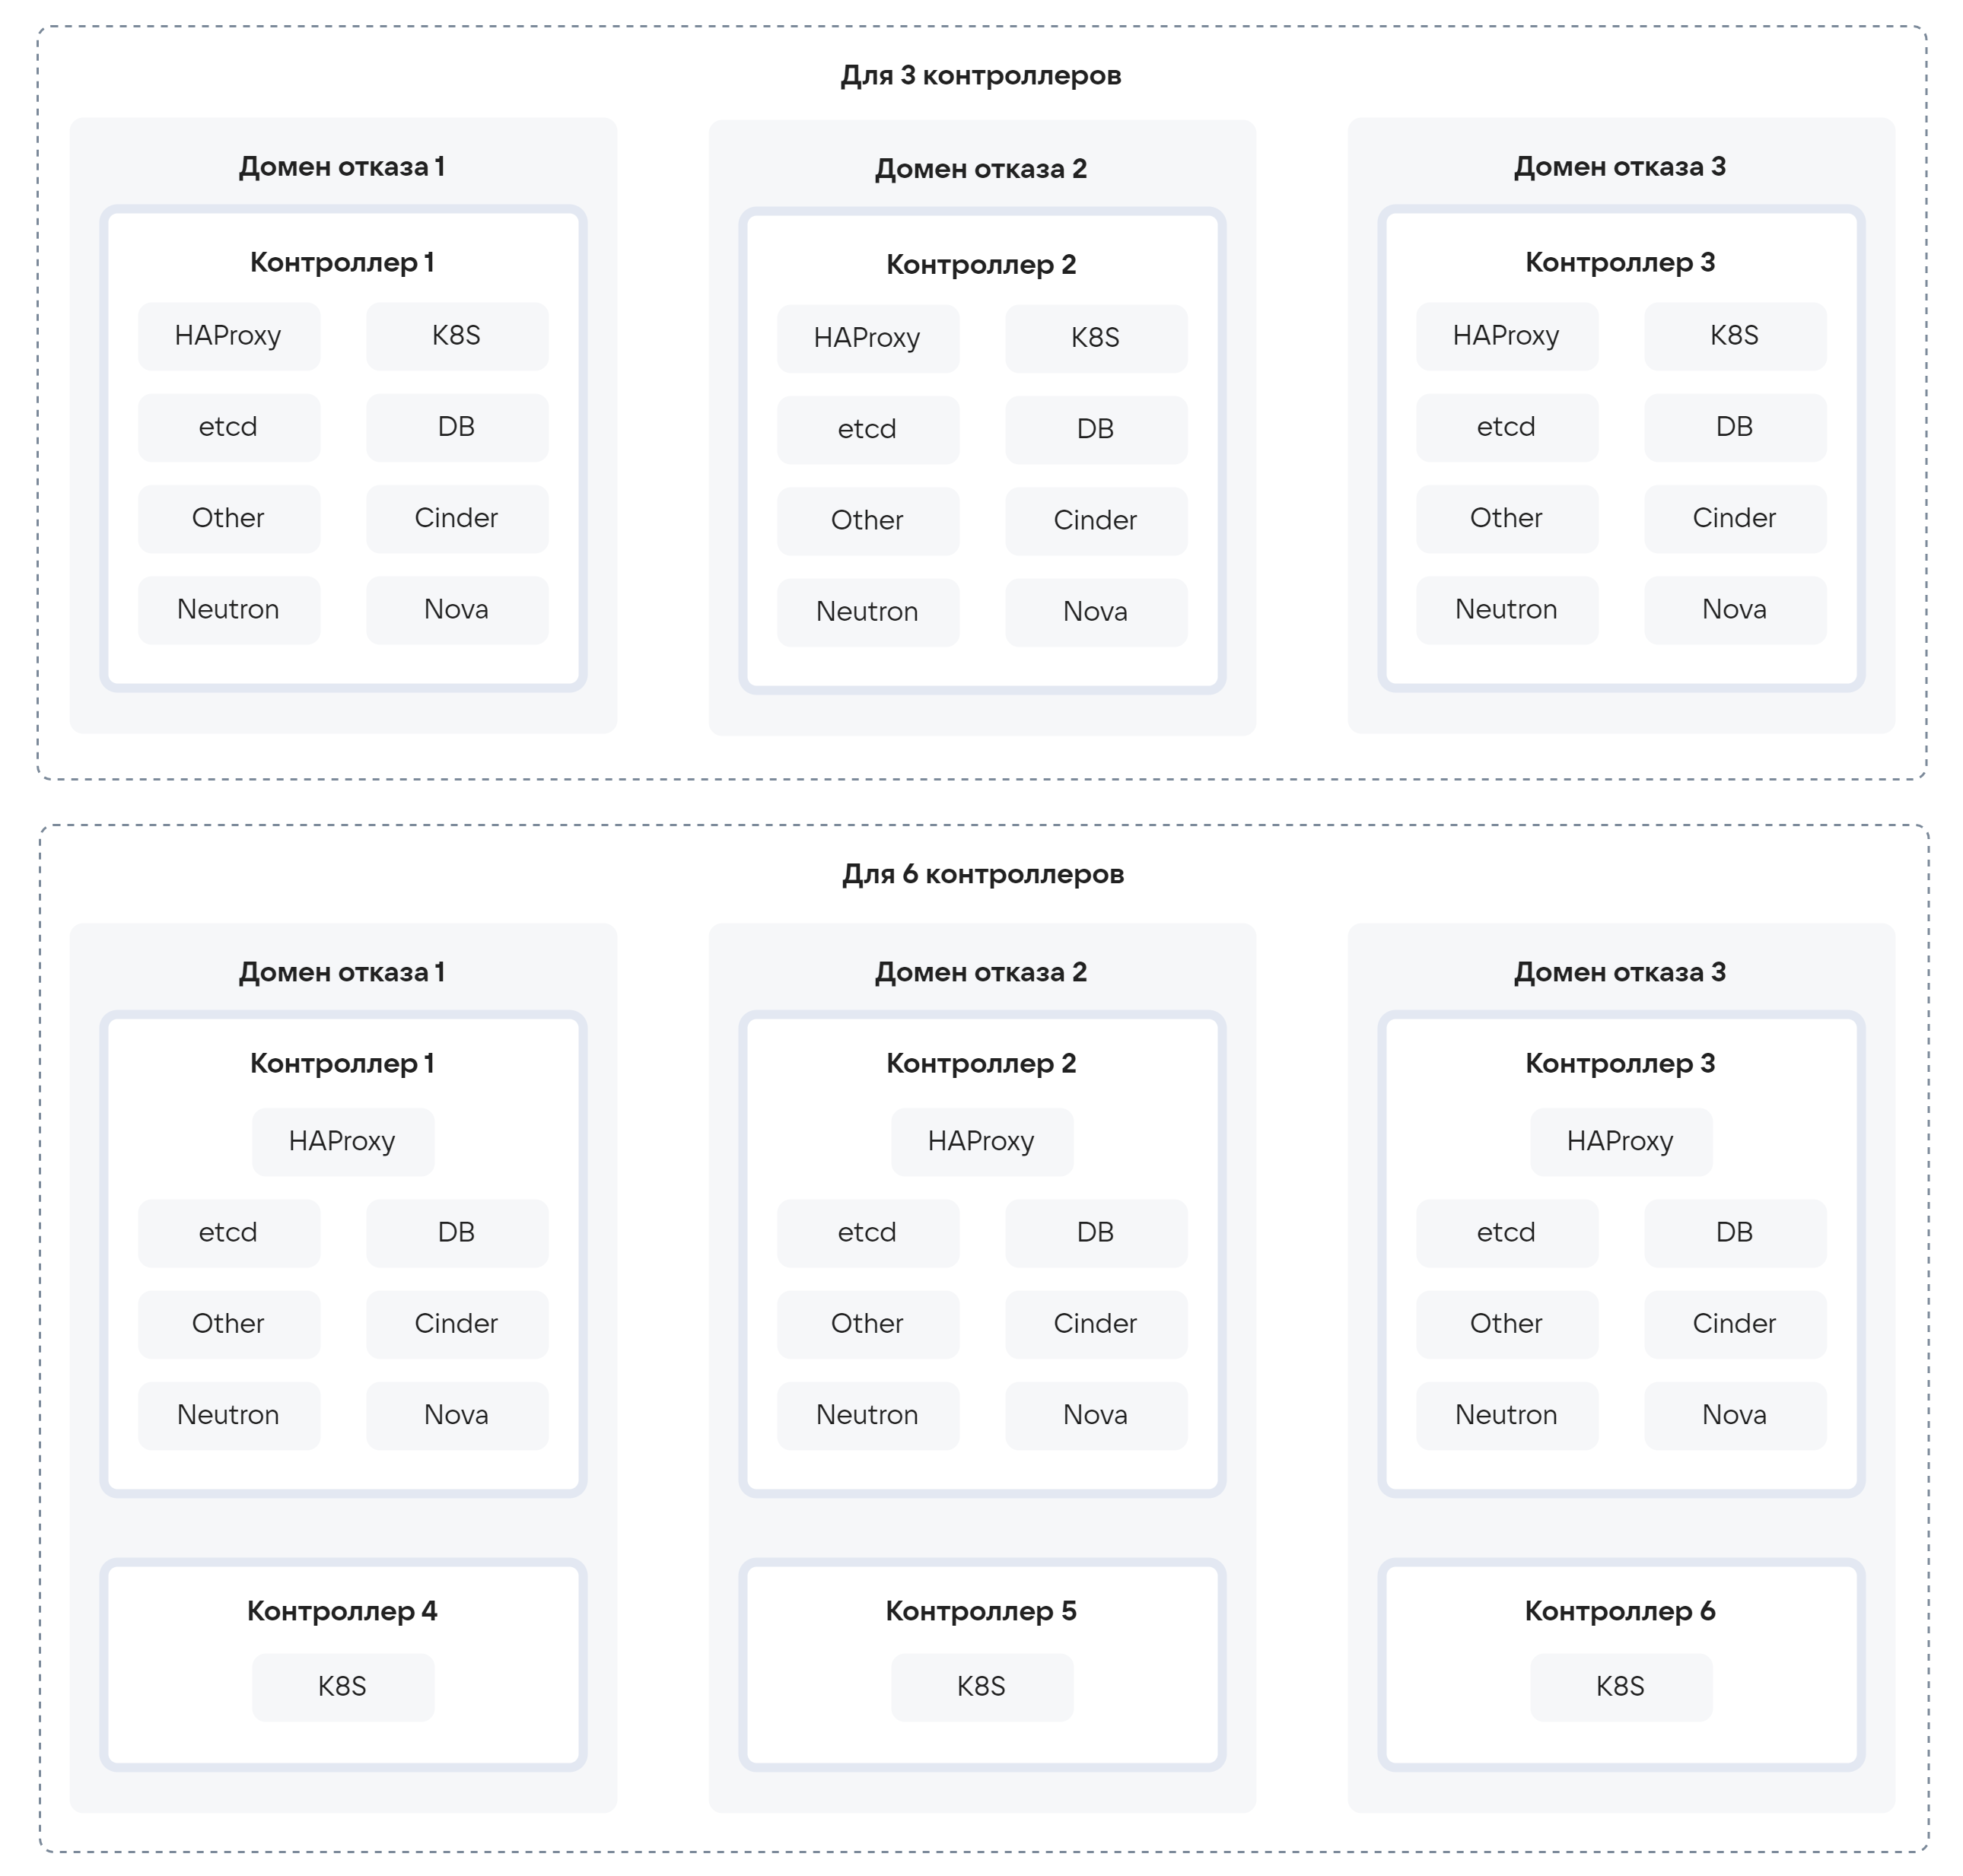 Для 3 контроллеров
Домен отказа 1
Контроллер 1
HAProxy
K8S
etcd
DB
Other
Cinder
Neutron
Nova
Домен отказа 2
Контроллер 2
HAProxy
K8S
etcd
DB
Other
Cinder
Neutron
Nova
Домен отказа 3
Контроллер 3
HAProxy
K8S
etcd
DB
Other
Cinder
Neutron
Nova
Для 6 контроллеров
Домен отказа 1
Контроллер 1
HAProxy
etcd
DB
Other
Cinder
Neutron
Nova
Контроллер 4
K8S
Домен отказа 2
Контроллер 2
HAProxy
etcd
DB
Other
Cinder
Neutron
Nova
Контроллер 5
K8S
Домен отказа 3
Контроллер 3
HAProxy
etcd
DB
Other
Cinder
Neutron
Nova
Контроллер 6
K8S